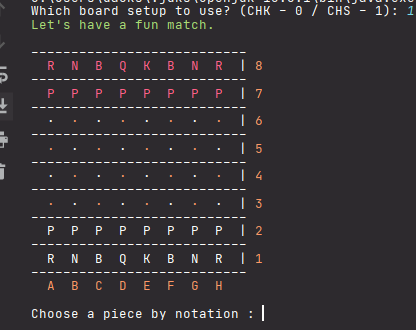 Which board setup to use? (CHK - 0 / CHS - 1): 1
Let's have a fun match.
---------------------------
R N B Q K B N R | 8
---------------------------
P P P P P P P P | 7
---------------------------
· · · · · · · · | 6
---------------------------
· · · · · · · · | 5
---------------------------
· · · · · · · · | 4
---------------------------
· · · · · · · · | 3
---------------------------
P P P P P P P P | 2
---------------------------
R N B Q K B N R | 1
---------------------------
A B C D E F G H
Choose a piece by notation :